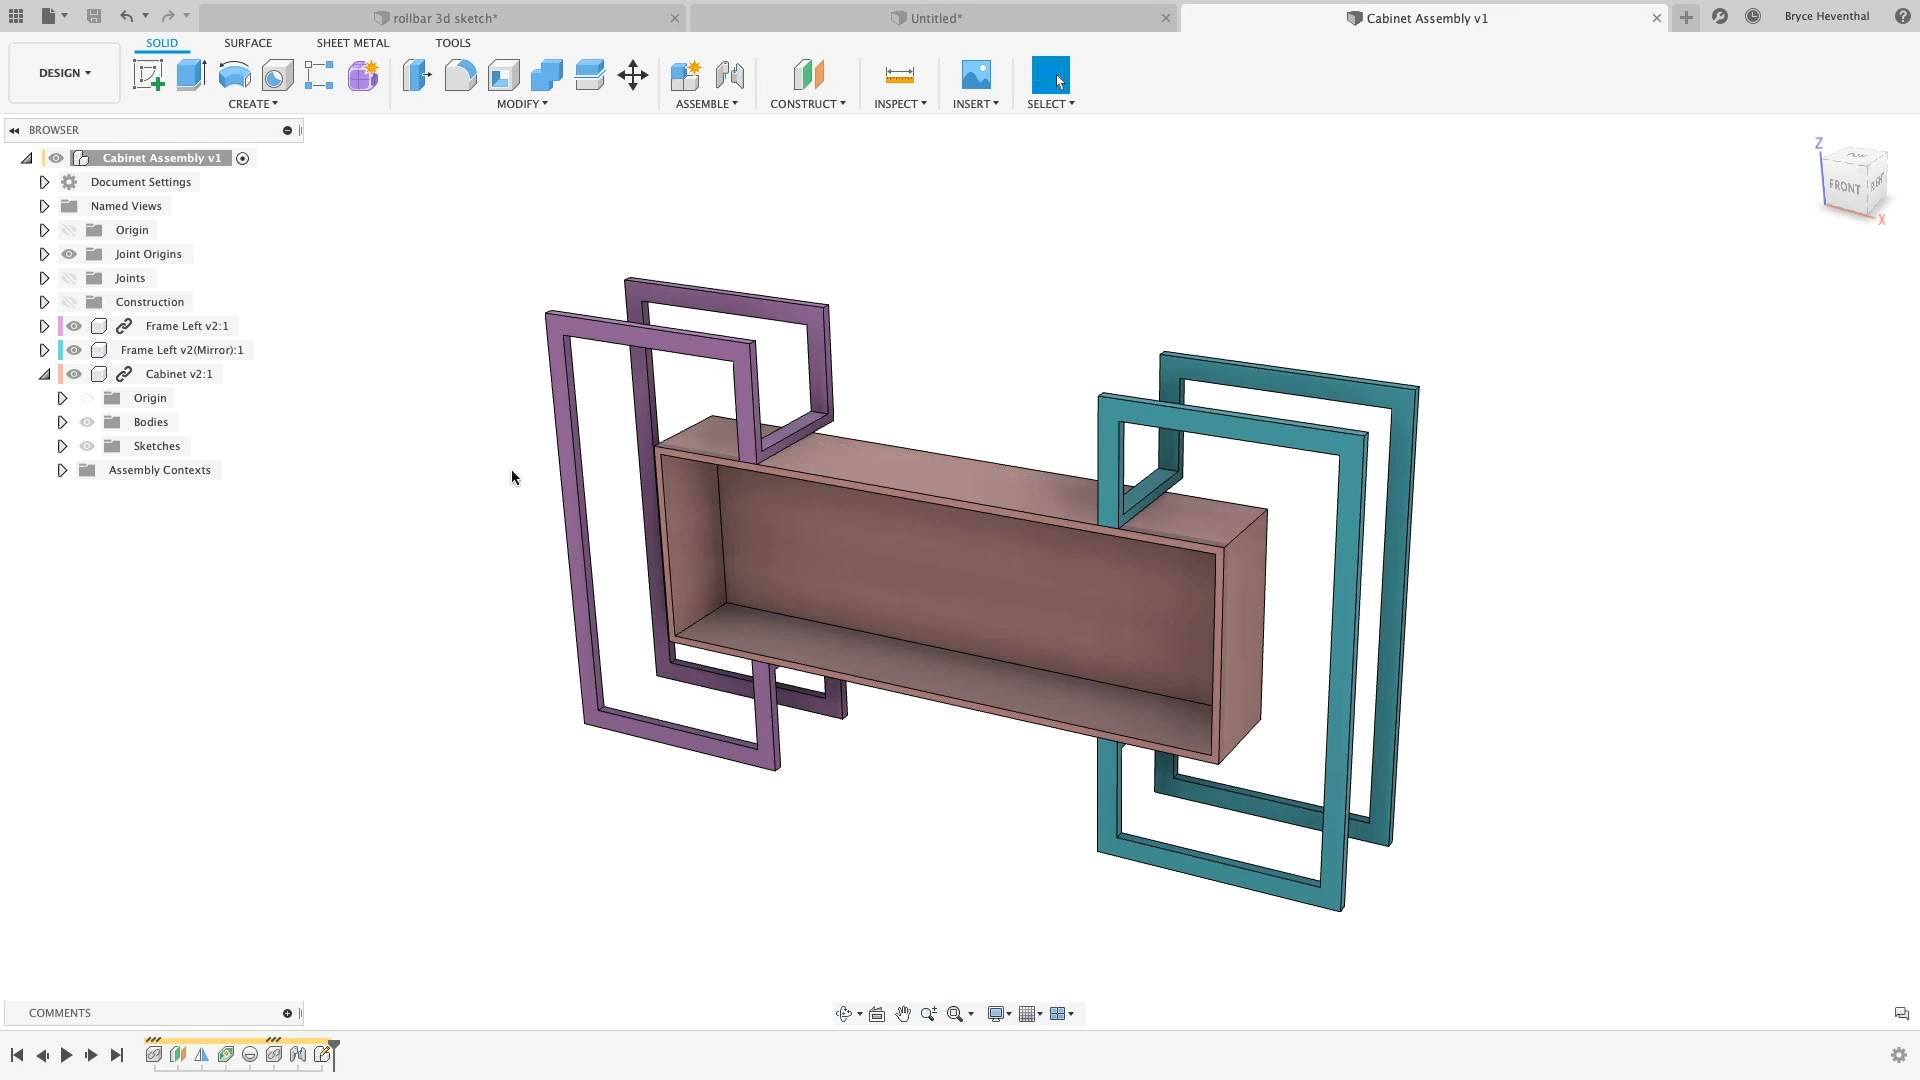 rollbar 3d sketch*
Untitled*
Cabinet Assembly v1
Bryce Heventhal
DESIGN
SOLID
SURFACE
SHEET METAL
TOOLS
CREATE
MODIFY
ASSEMBLE
CONSTRUCT
INSPECT
INSERT
SELECT
BROWSER
Cabinet Assembly v1
Document Settings
Named Views
Origin
Joint Origins
Joints
Construction
Frame Left v2:1
Frame Left v2(Mirror):1
Cabinet v2:1
Origin
Bodies
Sketches
Assembly Contexts
Z
FRONT
RIGHT
X
COMMENTS